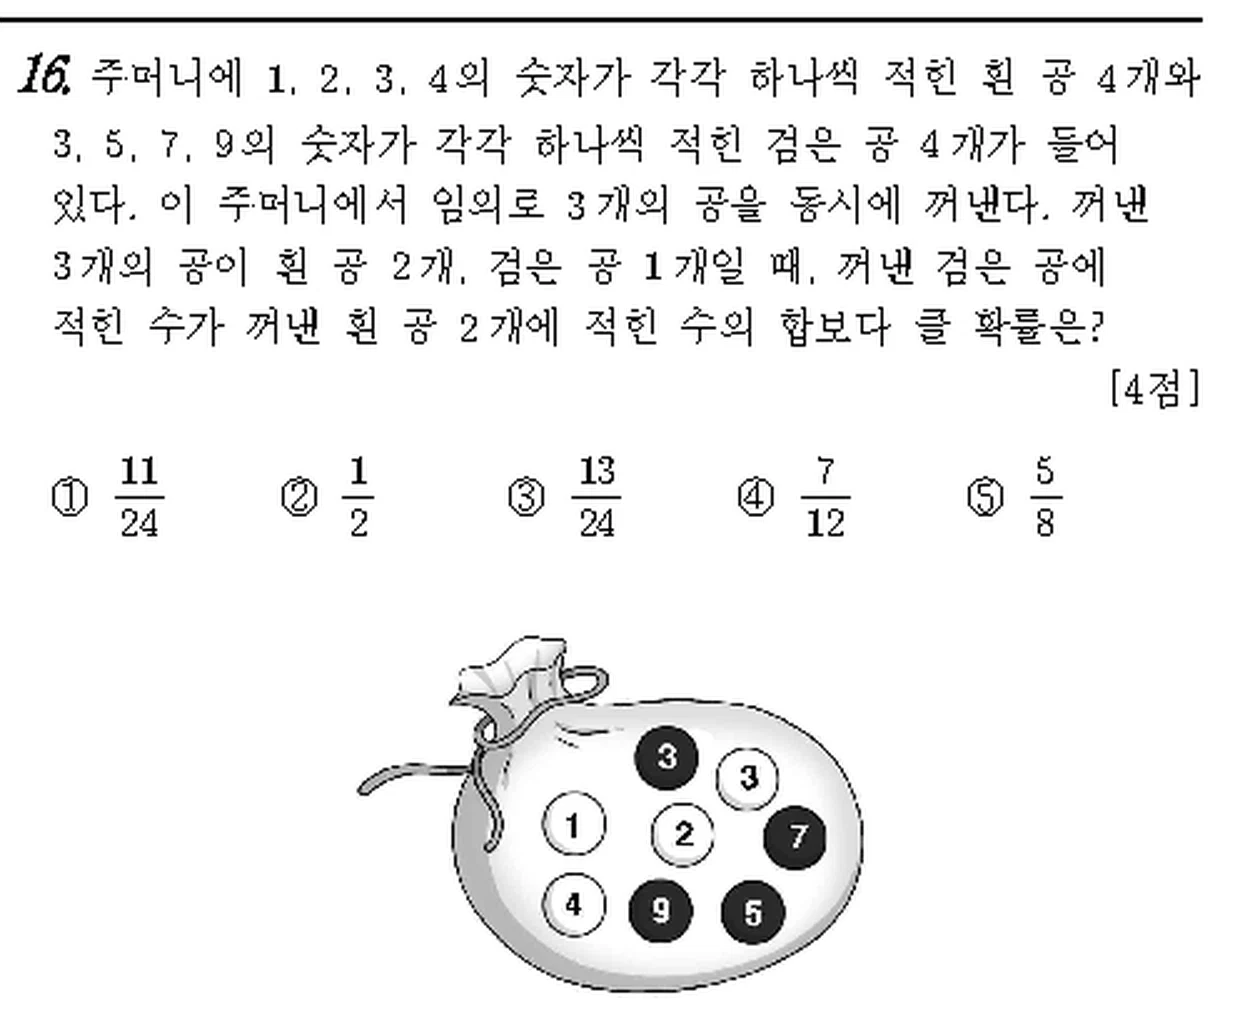 16. 주머니에 1, 2, 3, 4의 숫자가 각각 하나씩 적힌 흰 공 4개와
3, 5, 7, 9의 숫자가 각각 하나씩 적힌 검은 공 4개가 들어
있다. 이 주머니에서 임의로 3개의 공을 동시에 꺼낸다. 꺼낸
3개의 공이 흰 공 2개, 검은 공 1개일 때, 꺼낸 검은 공에
적힌 수가 꺼낸 흰 공 2개에 적힌 수의 합보다 클 확률은?
[4점]
① 11/24 ② 1/2 ③ 13/24 ④ 7/12 ⑤ 5/8
3 3
1 2 7
4 9 5